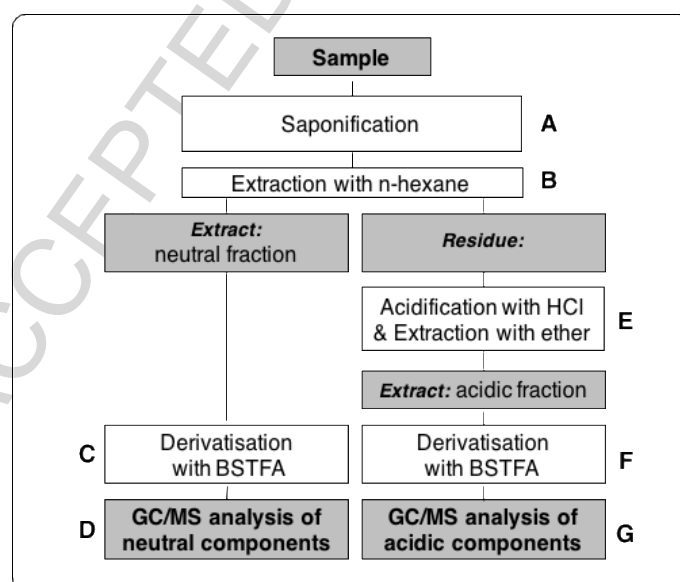 Sample
Saponification
A
Extraction with n-hexane
B
Extract:
neutral fraction
Residue:
Acidification with HCl
& Extraction with ether
E
Extract: acidic fraction
C
Derivatisation
with BSTFA
Derivatisation
with BSTFA
F
D
GC/MS analysis of
neutral components
GC/MS analysis of
acidic components
G